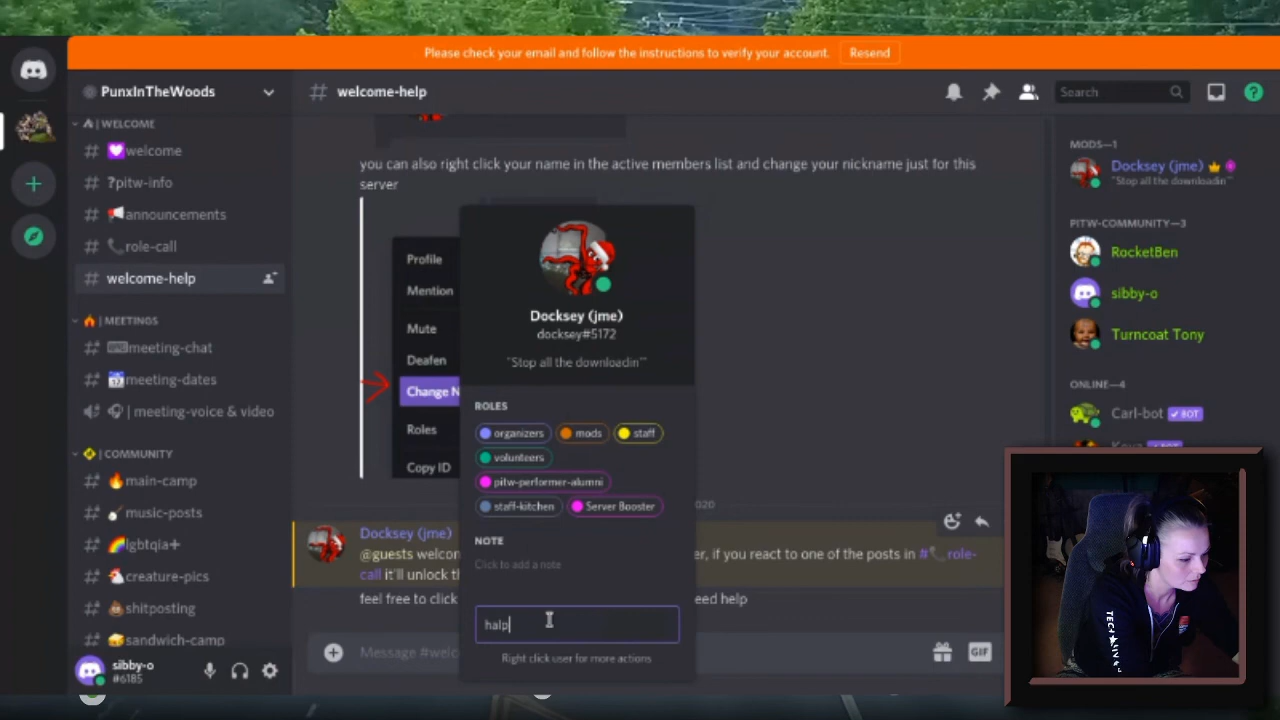 Please check your email and follow the instructions to verify your account.
Resend
PunxInTheWoods
# welcome-help
Search
WELCOME
welcome
?pitw-info
announcements
role-call
welcome-help
MEETINGS
meeting-chat
meeting-dates
| meeting-voice & video
COMMUNITY
main-camp
music-posts
lgbtqia+
creature-pics
shitposting
sandwich-camp
sibby-o
#6185
you can also right click your name in the active members list and change your nickname just for this
server
Profile
Mention
Mute
Deafen
Change N
Roles
Copy ID
Docksey (jme)
docksey#5172
"Stop all the downloadin'"
ROLES
organizers
mods
staff
volunteers
pitw-performer-alumni
staff-kitchen
Server Booster
NOTE
Click to add a note
halp
Right click user for more actions
020
Docksey (jme)
@guests welcom
er, if you react to one of the posts in # role-
call it'll unlock th
feel free to click
eed help
Message #welc
GIF
MODS—1
Docksey (jme)
"Stop all the downloadin'"
PITW-COMMUNITY—3
RocketBen
sibby-o
Turncoat Tony
ONLINE—4
Carl-bot
BOT
TECH
ALIVE